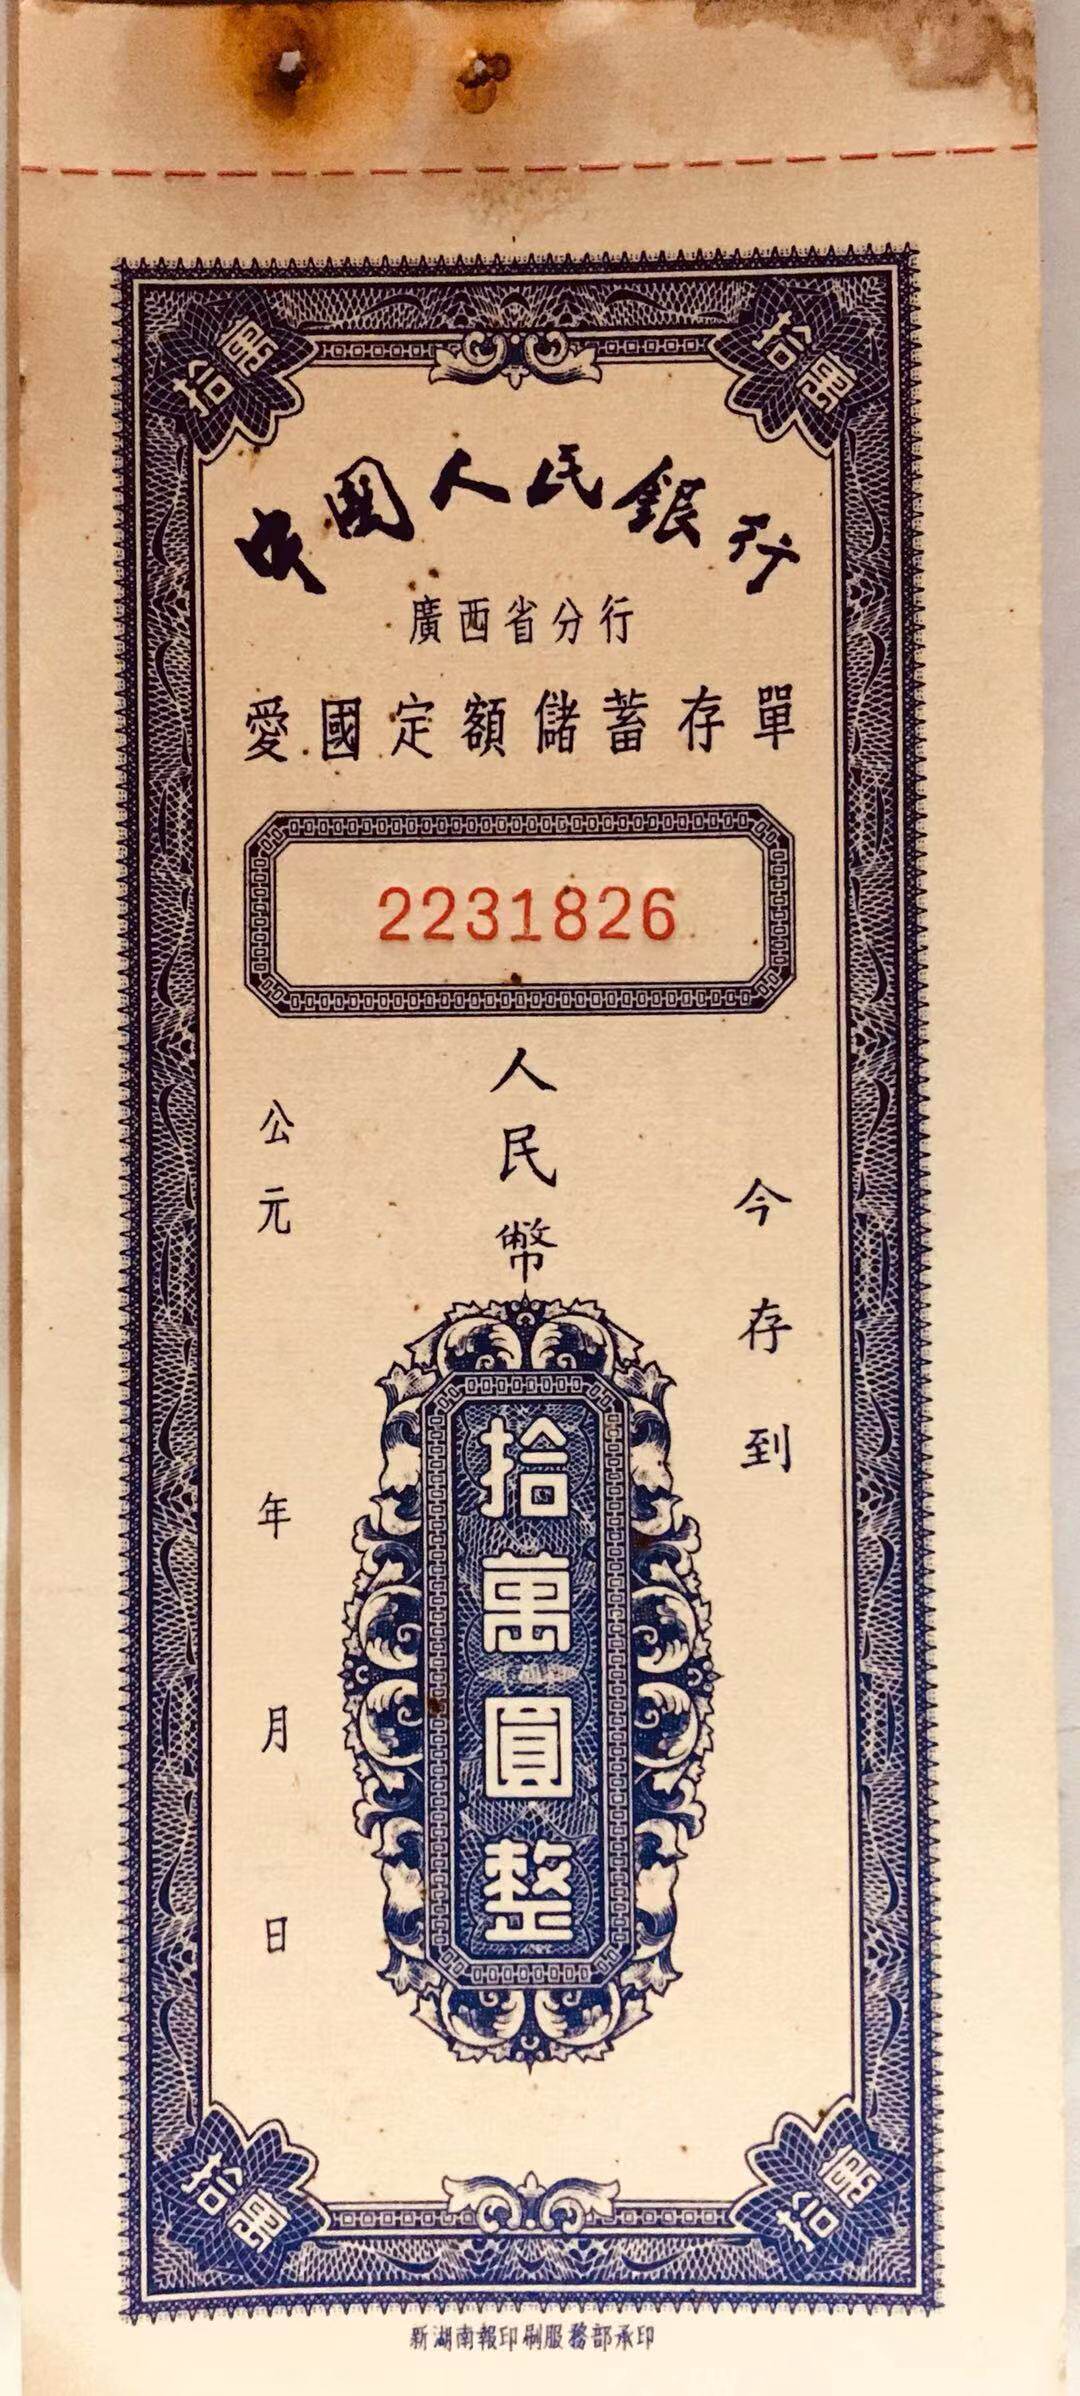 拾萬
拾萬
中國人民銀行
廣西省分行
愛國定額儲蓄存單
2231826
今存到
人民幣
拾萬圓整
公元 年 月 日
拾萬
拾萬
新湖南報印刷服務部承印